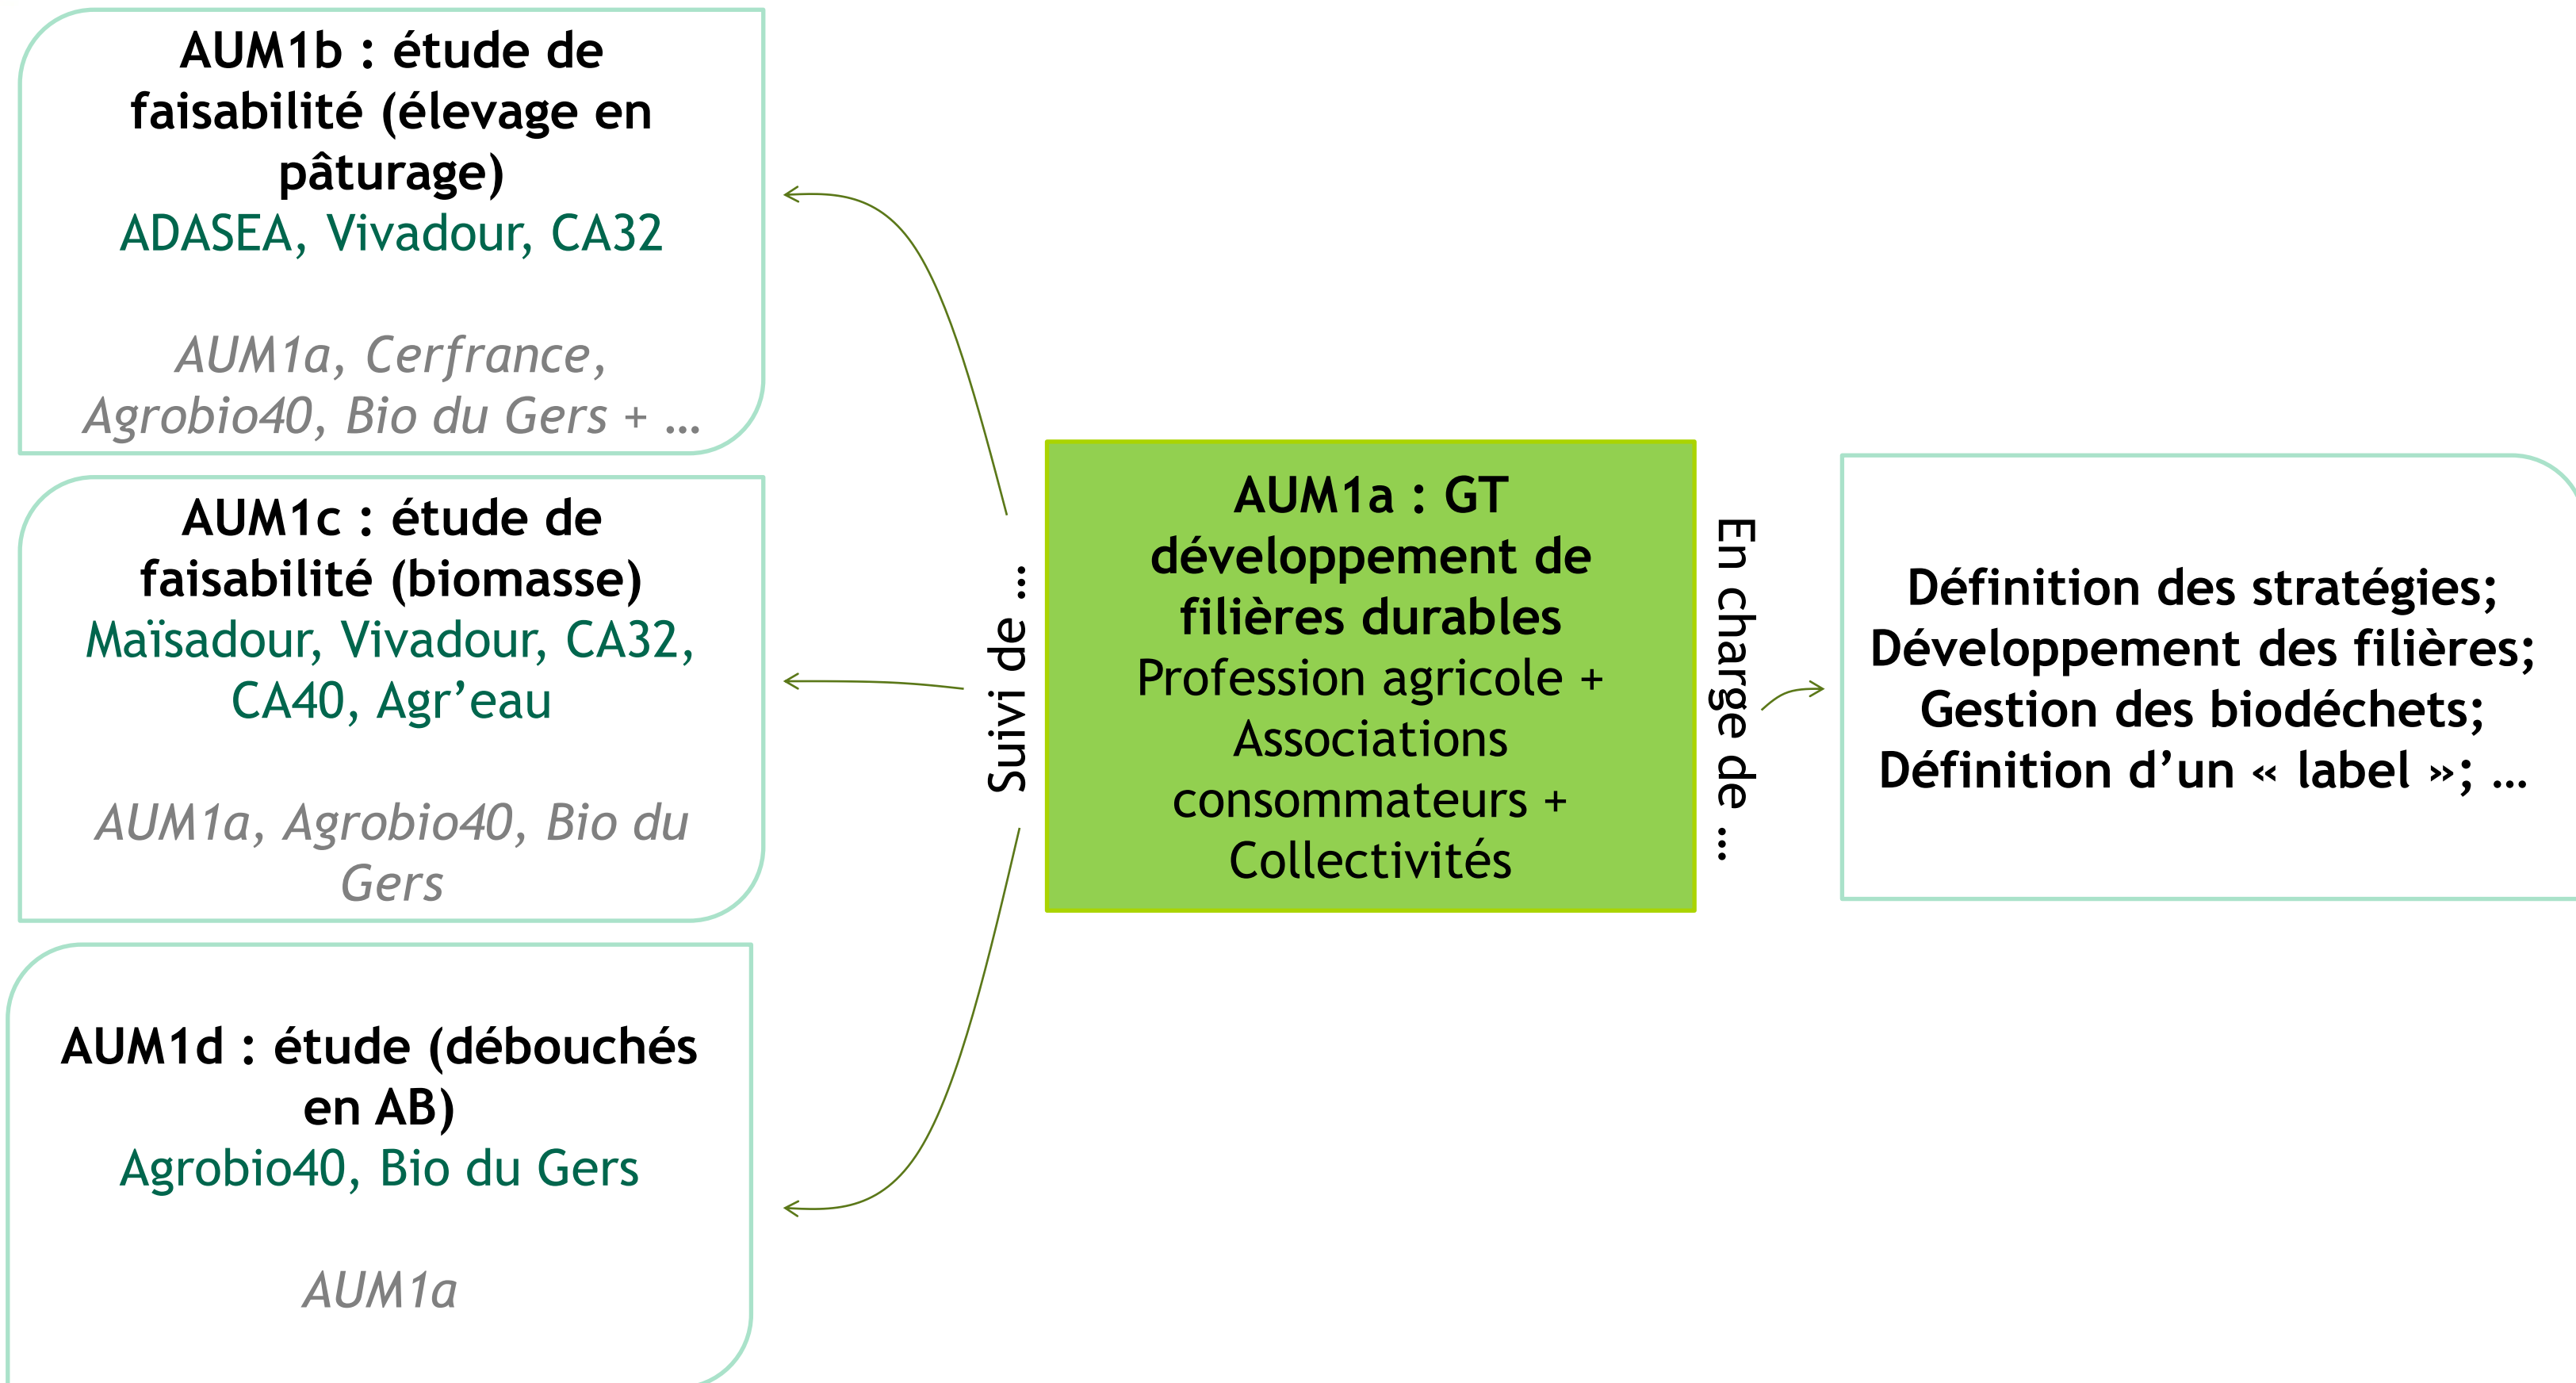 AUM1b : étude de
faisabilité (élevage en
pâturage)
ADASEA, Vivadour, CA32
AUM1a, Cerfrance,
Agrobio40, Bio du Gers + …
AUM1c : étude de
faisabilité (biomasse)
Maïsadour, Vivadour, CA32,
CA40, Agr’eau
AUM1a, Agrobio40, Bio du
Gers
AUM1d : étude (débouchés
en AB)
Agrobio40, Bio du Gers
AUM1a
Suivi de …
AUM1a : GT
développement de
filières durables
Profession agricole +
Associations
consommateurs +
Collectivités
En charge de …
Définition des stratégies;
Développement des filières;
Gestion des biodéchets;
Définition d’un « label »; …